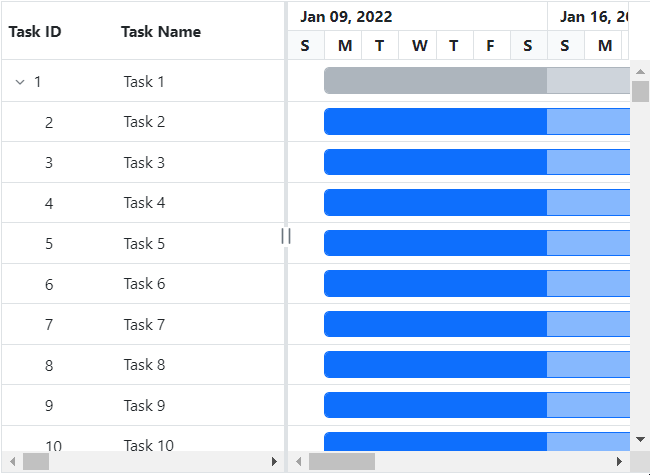 Jan 09, 2022 Jan 16, 20
Task ID Task Name S M T W T F S S M
1 Task 1
2 Task 2
3 Task 3
4 Task 4
5 Task 5
6 Task 6
7 Task 7
8 Task 8
9 Task 9
10 Task 10